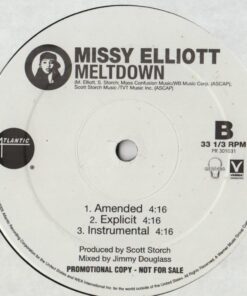 MISSY ELLIOTT
MELTDOWN
(M. Elliott, S. Storch; Mass Confusion Music/WB Music Corp. (ASCAP),
Scott Storch Music /TVT Music Inc. (ASCAP)
ATLANTIC
B
33 1/3 RPM
PR 301631
1. Amended 4:16
2. Explicit 4:16
3. Instrumental 4:16
Produced by Scott Storch
Mixed by Jimmy Douglass
PROMOTIONAL COPY - NOT FOR SALE